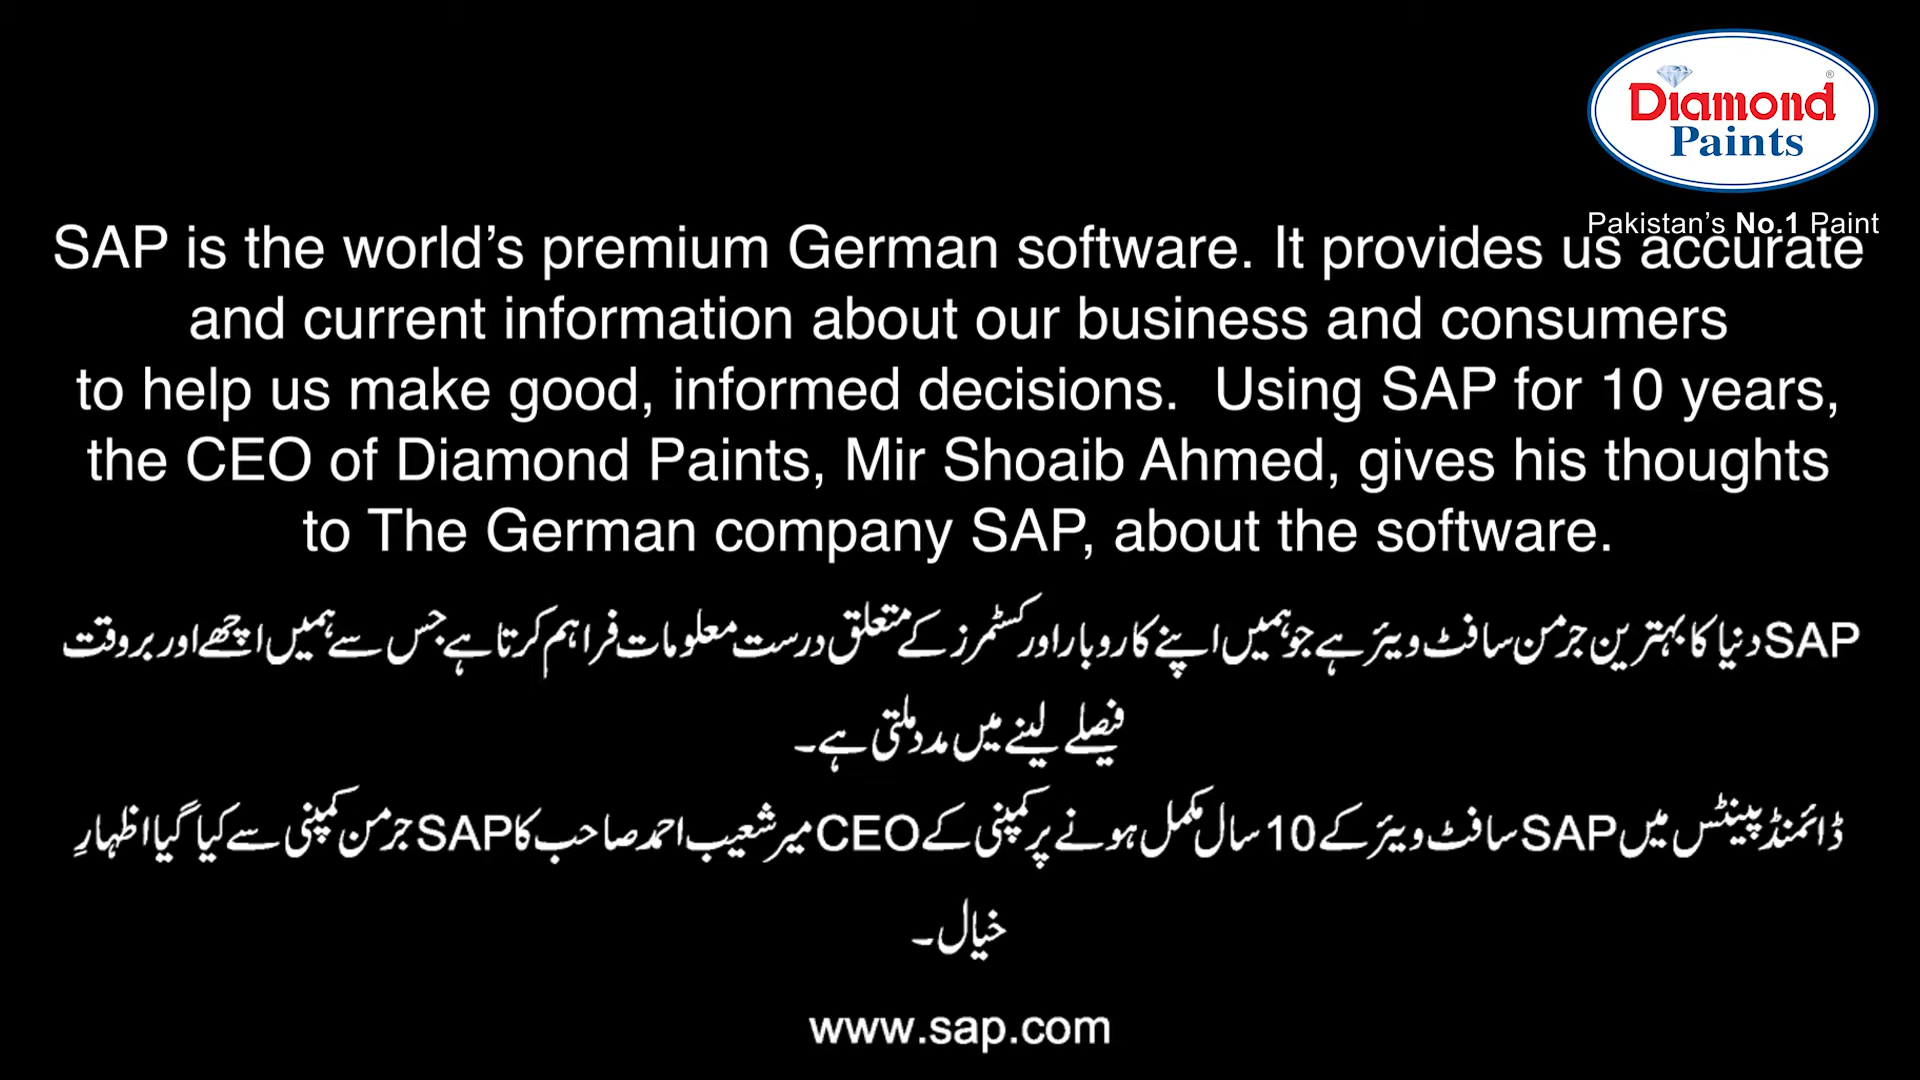 Diamond
Paints
Pakistan’s No.1 Paint
SAP is the world’s premium German software. It provides us accurate
and current information about our business and consumers
to help us make good, informed decisions.  Using SAP for 10 years,
the CEO of Diamond Paints, Mir Shoaib Ahmed, gives his thoughts
to The German company SAP, about the software.
SAP دنیا کا بہترین جرمن سافٹ ویئر ہے جو ہمیں اپنے کاروبار اور کسٹمرز کے متعلق درست معلومات فراہم کرتا ہے جس سے ہمیں اچھے اور بروقت
فیصلے لینے میں مدد ملتی ہے۔
ڈائمنڈ پینٹس میں SAP سافٹ ویئر کے 10 سال مکمل ہونے پر کمپنی کے CEO میر شعیب احمد صاحب کا SAP جرمن کمپنی سے کیا گیا اظہارِ
خیال۔
www.sap.com